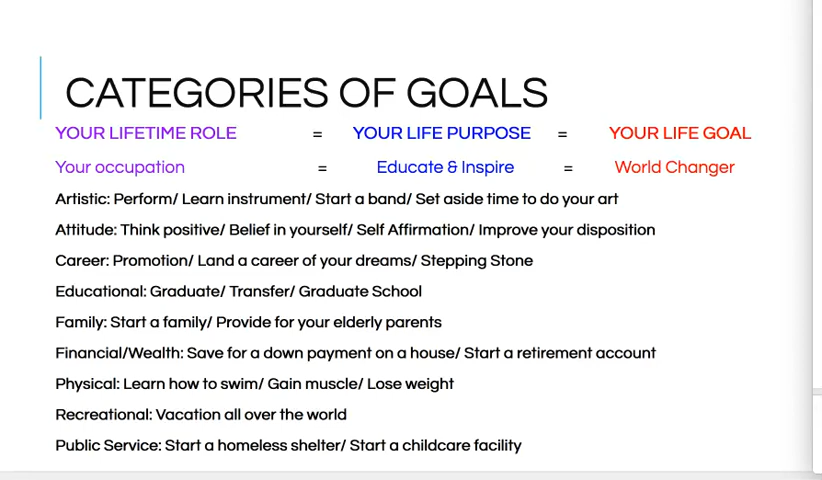 CATEGORIES OF GOALS
YOUR LIFETIME ROLE = YOUR LIFE PURPOSE = YOUR LIFE GOAL
Your occupation = Educate & Inspire = World Changer
Artistic: Perform/ Learn instrument/ Start a band/ Set aside time to do your art
Attitude: Think positive/ Belief in yourself/ Self Affirmation/ Improve your disposition
Career: Promotion/ Land a career of your dreams/ Stepping Stone
Educational: Graduate/ Transfer/ Graduate School
Family: Start a family/ Provide for your elderly parents
Financial/Wealth: Save for a down payment on a house/ Start a retirement account
Physical: Learn how to swim/ Gain muscle/ Lose weight
Recreational: Vacation all over the world
Public Service: Start a homeless shelter/ Start a childcare facility